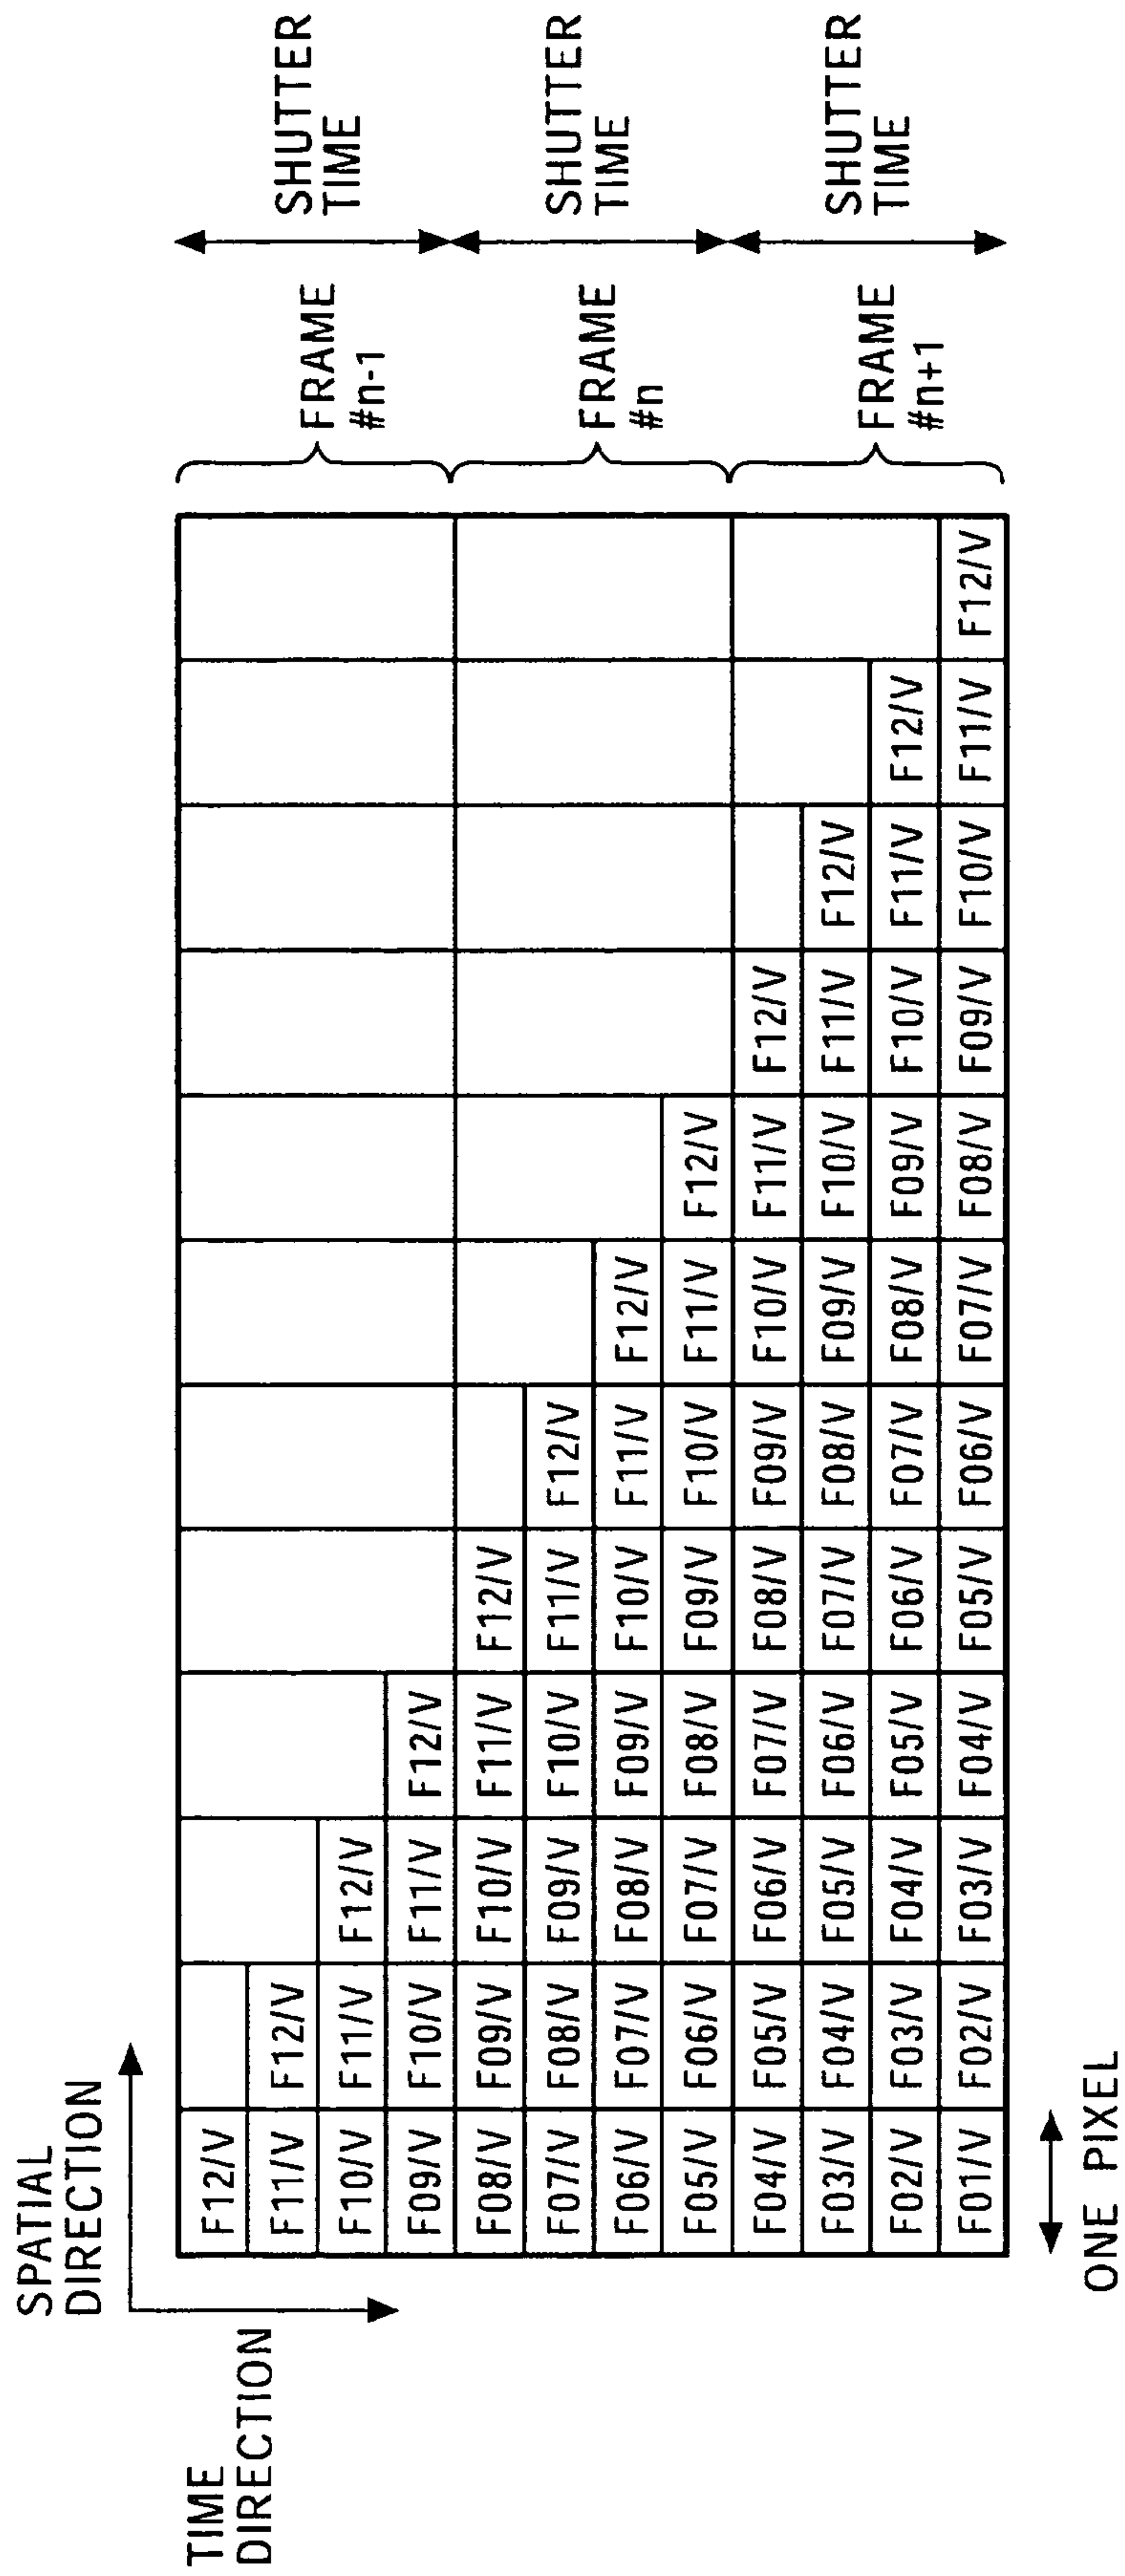 SPATIAL
DIRECTION
TIME
DIRECTION
F12/V
F11/V F12/V
F10/V F11/V F12/V
F09/V F10/V F11/V F12/V
FRAME
#n-1
SHUTTER
TIME
F08/V F09/V F10/V F11/V F12/V
F07/V F08/V F09/V F10/V F11/V F12/V
F06/V F07/V F08/V F09/V F10/V F11/V F12/V
F05/V F06/V F07/V F08/V F09/V F10/V F11/V F12/V
FRAME
#n
SHUTTER
TIME
F04/V F05/V F06/V F07/V F08/V F09/V F10/V F11/V F12/V
F03/V F04/V F05/V F06/V F07/V F08/V F09/V F10/V F11/V F12/V
F02/V F03/V F04/V F05/V F06/V F07/V F08/V F09/V F10/V F11/V F12/V
F01/V F02/V F03/V F04/V F05/V F06/V F07/V F08/V F09/V F10/V F11/V F12/V
FRAME
#n+1
SHUTTER
TIME
ONE PIXEL